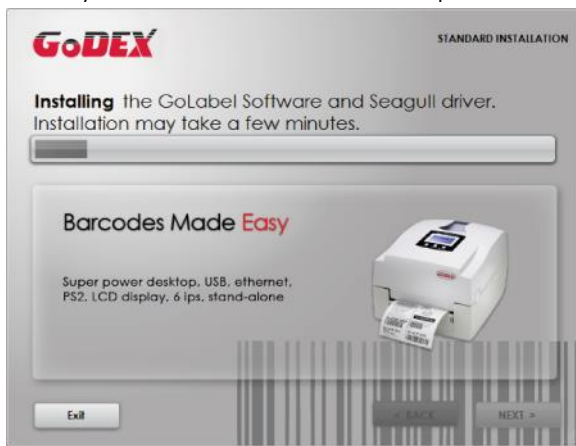 GoDEX
STANDARD INSTALLATION
Installing the GoLabel Software and Seagull driver.
Installation may take a few minutes.
Barcodes Made Easy
Super power desktop, USB, ethernet,
PS2, LCD display, 6 ips, stand-alone
Exit
< BACK
NEXT >